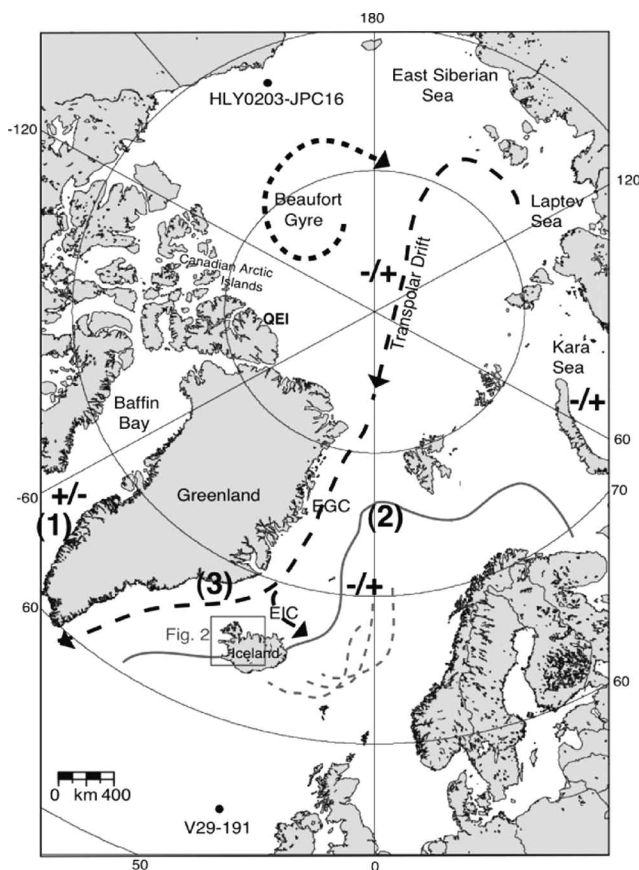 180
East Siberian
Sea
HLY0203-JPC16
-120
120
Beaufort
Gyre
Laptev
Sea
Canadian Arctic
Islands
-/+
Transpolar Drift
QEI
Kara
Sea
-/+
Baffin
Bay
60
-60
+/-
(1)
Greenland
EGC
(2)
70
(3)
-/+
60
EIC
Fig. 2
Iceland
60
0 km 400
V29-191
50
0